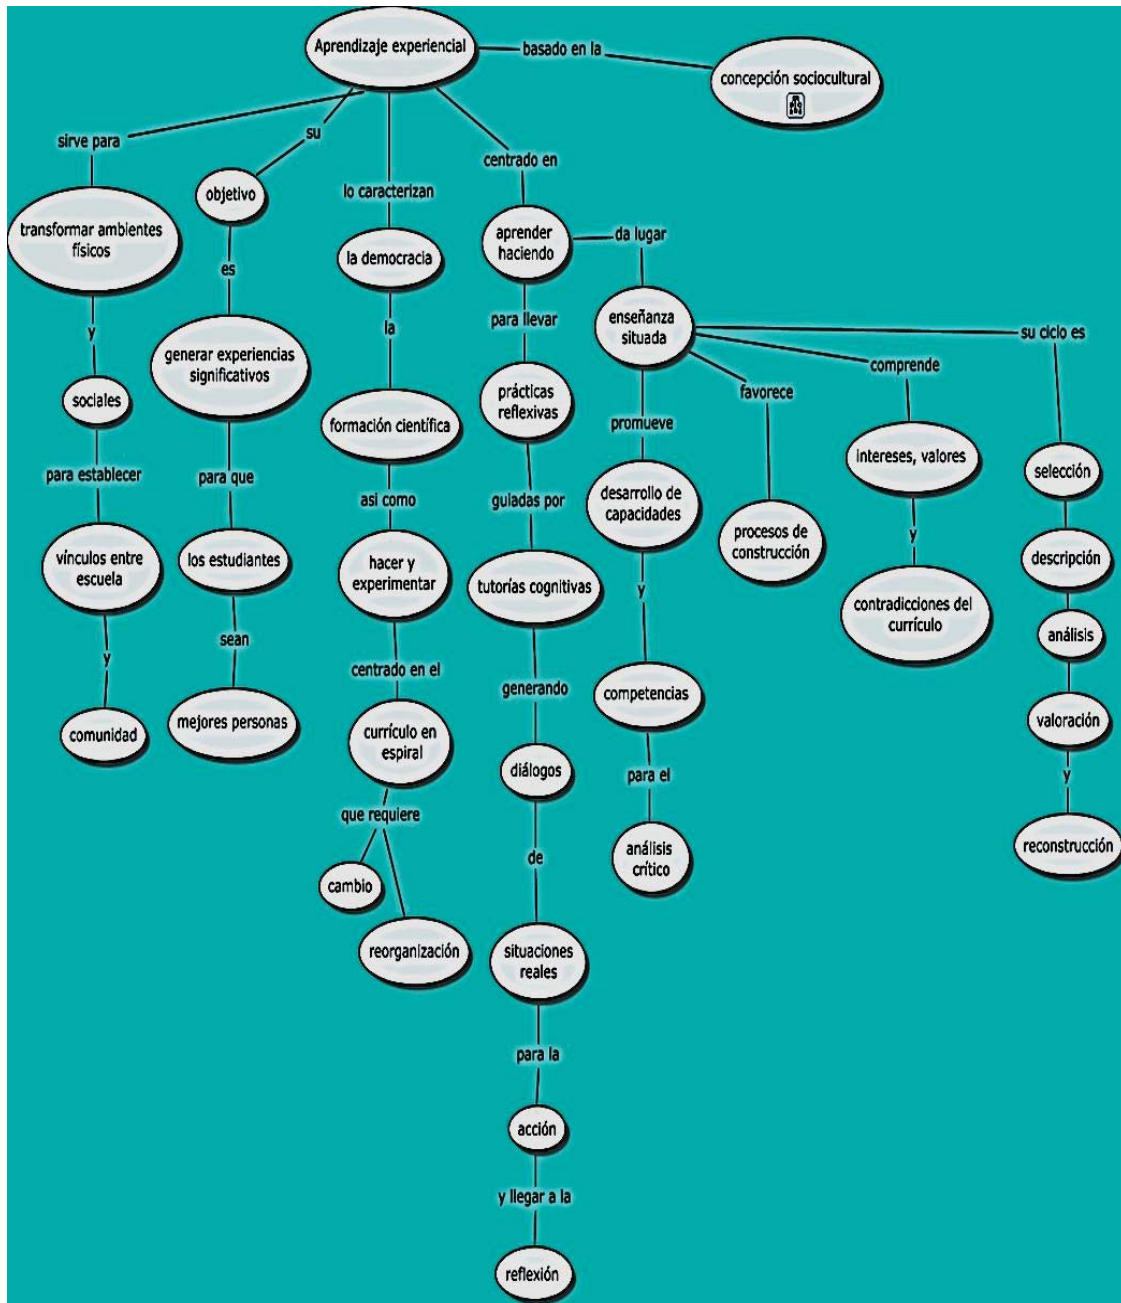 Aprendizaje experiencial
basado en la
concepción sociocultural
sirve para
transformar ambientes
físicos
y
sociales
para establecer
vínculos entre
escuela
y
comunidad
su
objetivo
es
generar experiencias
significativos
para que
los estudiantes
sean
mejores personas
lo caracterizan
la democracia
la
formación científica
asi como
hacer y
experimentar
centrado en el
currículo en
espiral
que requiere
cambio
reorganización
centrado en
aprender
haciendo
para llevar
prácticas
reflexivas
guladas por
tutorías cognitivas
generando
diálogos
de
situaciones
reales
para la
acción
y llegar a la
reflexión
da lugar
enseñanza
situada
promueve
desarrollo de
capacidades
y
competencias
para el
análisis
crítico
favorece
procesos de
construcción
comprende
intereses, valores
y
contradicciones del
currículo
su ciclo es
selección
descripción
análisis
valoración
y
reconstrucción